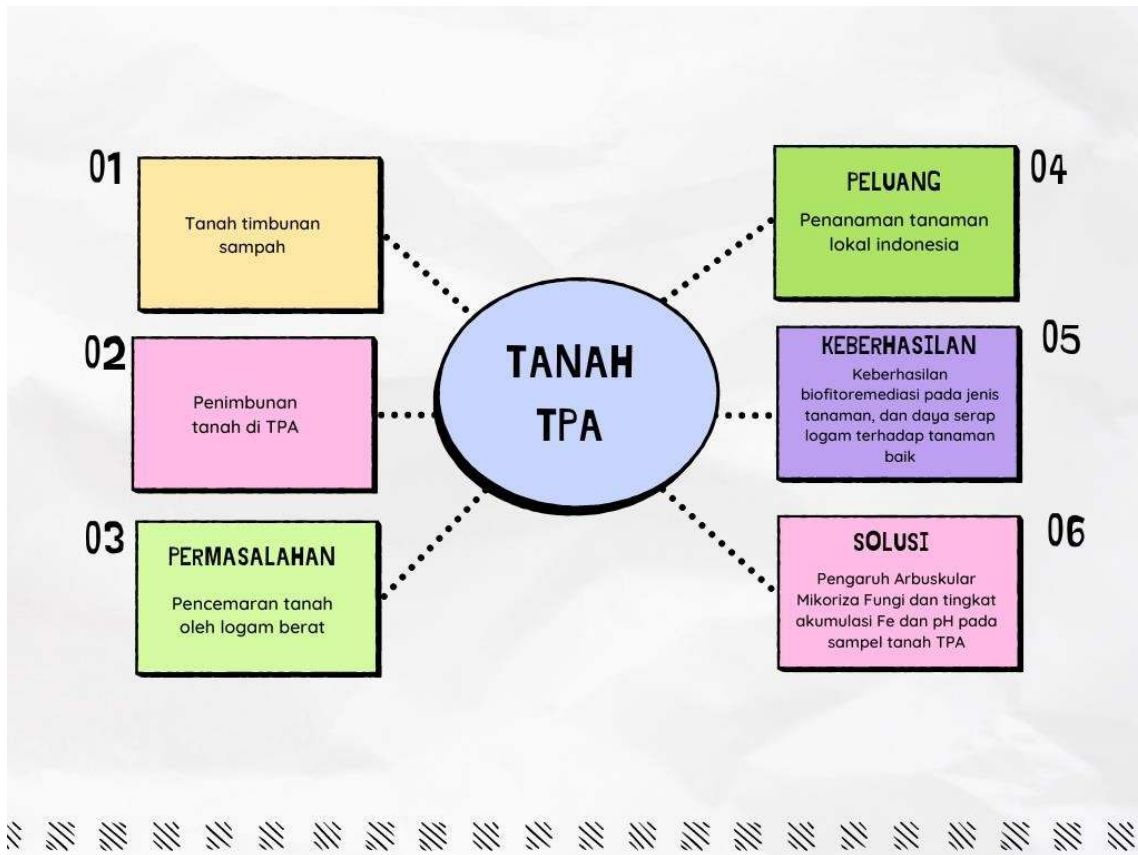 01
Tanah timbunan
sampah
02
Penimbunan
tanah di TPA
03
PERMASALAHAN
Pencemaran tanah
oleh logam berat
TANAH
TPA
04
PELUANG
Penanaman tanaman
lokal indonesia
05
KEBERHASILAN
Keberhasilan
biofitoremediasi pada jenis
tanaman, dan daya serap
logam terhadap tanaman
baik
06
SOLUSI
Pengaruh Arbuskular
Mikoriza Fungi dan tingkat
akumulasi Fe dan pH pada
sampel tanah TPA